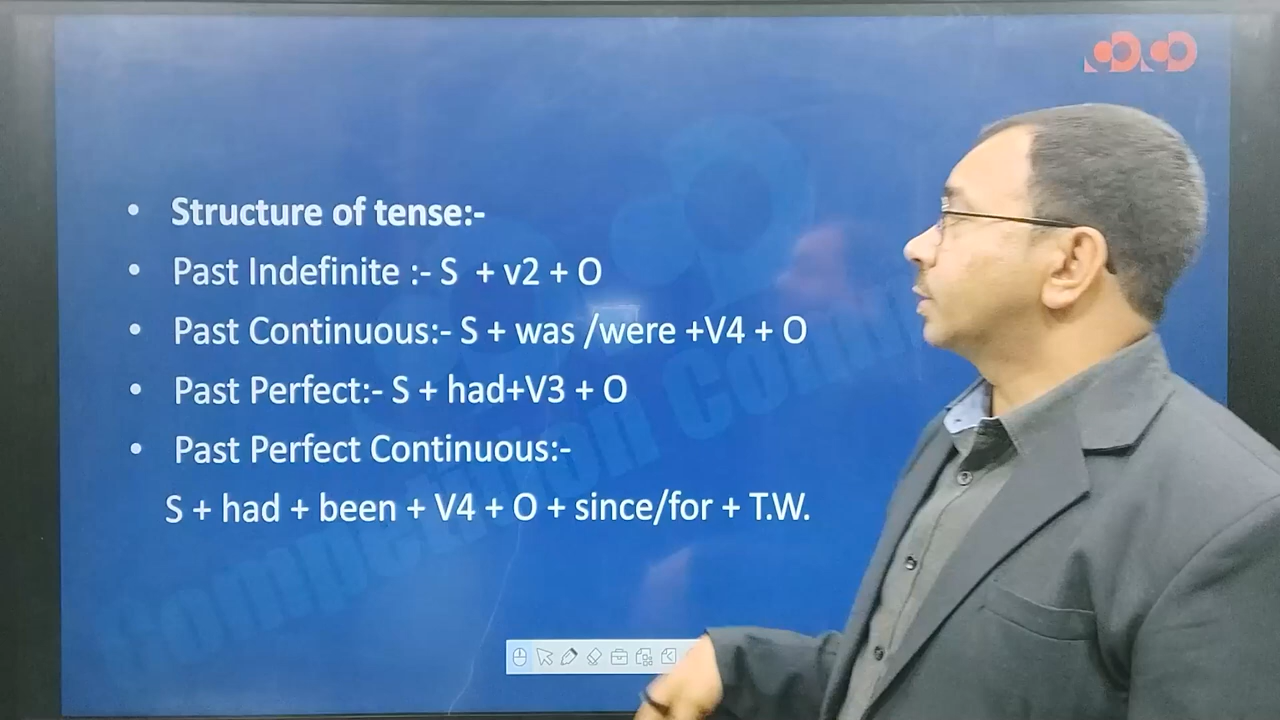 • Structure of tense:-
• Past Indefinite :- S + v2 + O
• Past Continuous:- S + was /were +V4 + O
• Past Perfect:- S + had+V3 + O
• Past Perfect Continuous:-
S + had + been + V4 + O + since/for + T.W.
Competition